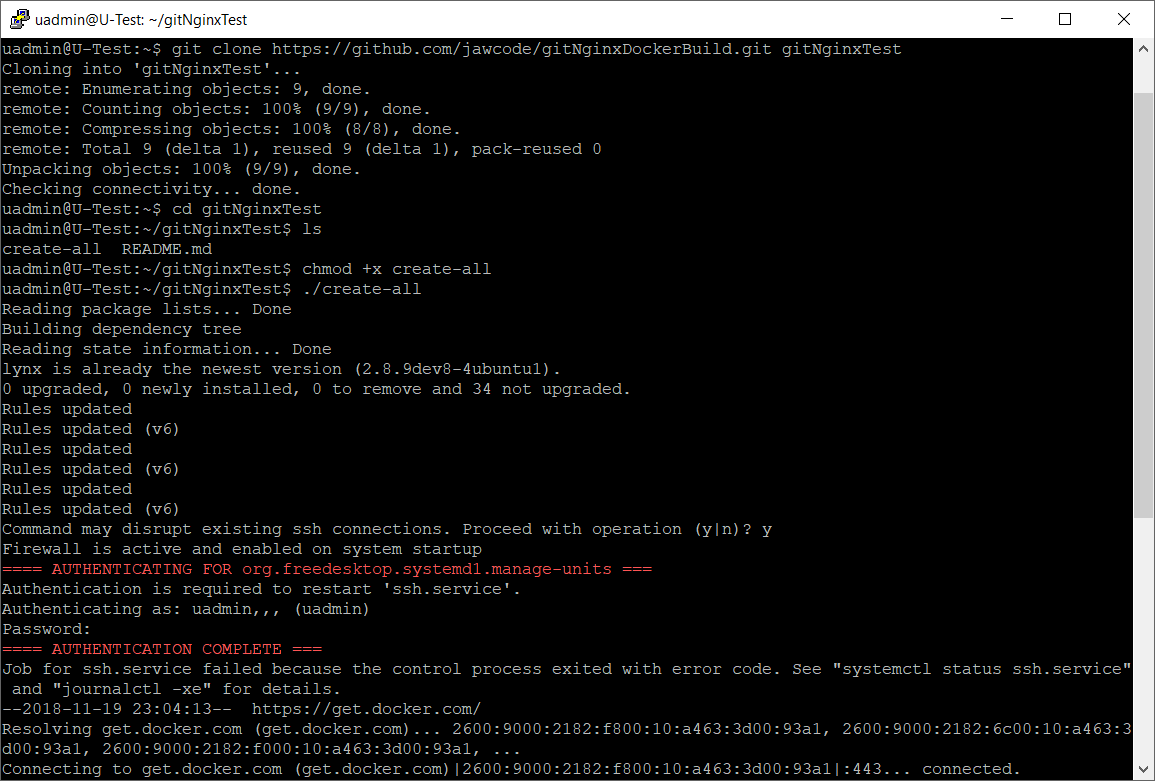 uadmin@U-Test: ~/gitNginxTest
uadmin@U-Test:~$ git clone https://github.com/jawcode/gitNginxDockerBuild.git gitNginxTest
Cloning into 'gitNginxTest'...
remote: Enumerating objects: 9, done.
remote: Counting objects: 100% (9/9), done.
remote: Compressing objects: 100% (8/8), done.
remote: Total 9 (delta 1), reused 9 (delta 1), pack-reused 0
Unpacking objects: 100% (9/9), done.
Checking connectivity... done.
uadmin@U-Test:~$ cd gitNginxTest
uadmin@U-Test:~/gitNginxTest$ ls
create-all  README.md
uadmin@U-Test:~/gitNginxTest$ chmod +x create-all
uadmin@U-Test:~/gitNginxTest$ ./create-all
Reading package lists... Done
Building dependency tree
Reading state information... Done
lynx is already the newest version (2.8.9dev8-4ubuntu1).
0 upgraded, 0 newly installed, 0 to remove and 34 not upgraded.
Rules updated
Rules updated (v6)
Rules updated
Rules updated (v6)
Rules updated
Rules updated (v6)
Command may disrupt existing ssh connections. Proceed with operation (y|n)? y
Firewall is active and enabled on system startup
==== AUTHENTICATING FOR org.freedesktop.systemd1.manage-units ===
Authentication is required to restart 'ssh.service'.
Authenticating as: uadmin,,, (uadmin)
Password:
==== AUTHENTICATION COMPLETE ===
Job for ssh.service failed because the control process exited with error code. See "systemctl status ssh.service"
 and "journalctl -xe" for details.
--2018-11-19 23:04:13--  https://get.docker.com/
Resolving get.docker.com (get.docker.com)... 2600:9000:2182:f800:10:a463:3d00:93a1, 2600:9000:2182:6c00:10:a463:3
d00:93a1, 2600:9000:2182:f000:10:a463:3d00:93a1, ...
Connecting to get.docker.com (get.docker.com)|2600:9000:2182:f800:10:a463:3d00:93a1|:443... connected.